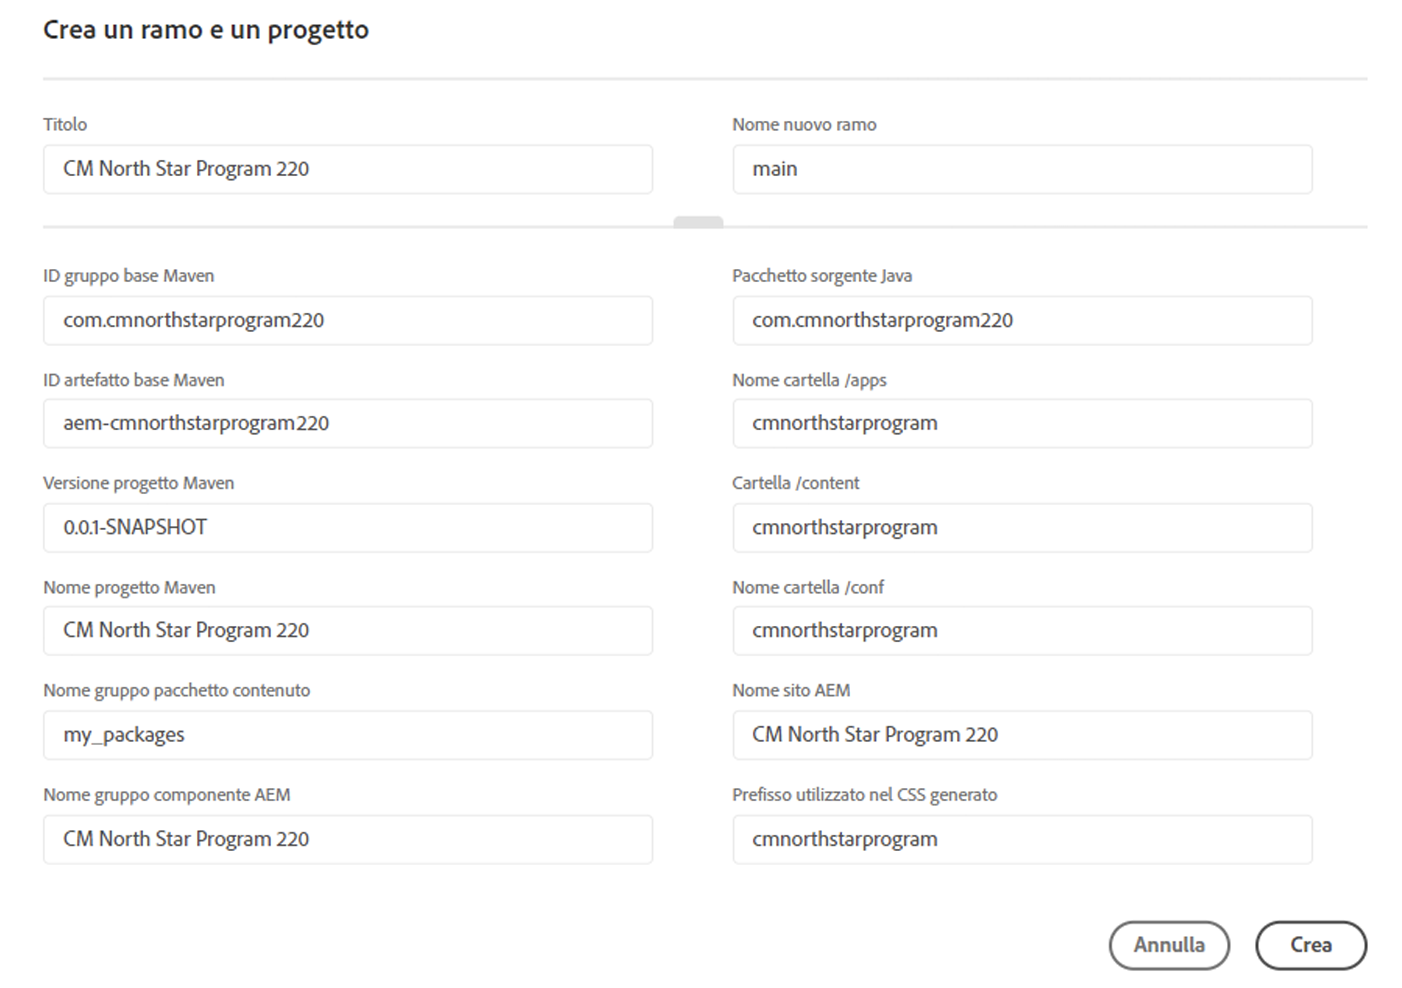 Crea un ramo e un progetto
Titolo
Nome nuovo ramo
CM North Star Program 220
main
ID gruppo base Maven
Pacchetto sorgente Java
com.cmnorthstarprogram220
com.cmnorthstarprogram220
ID artefatto base Maven
Nome cartella /apps
aem-cmnorthstarprogram220
cmnorthstarprogram
Versione progetto Maven
Cartella /content
0.0.1-SNAPSHOT
cmnorthstarprogram
Nome progetto Maven
Nome cartella /conf
CM North Star Program 220
cmnorthstarprogram
Nome gruppo pacchetto contenuto
Nome sito AEM
my_packages
CM North Star Program 220
Nome gruppo componente AEM
Prefisso utilizzato nel CSS generato
CM North Star Program 220
cmnorthstarprogram
Annulla
Crea